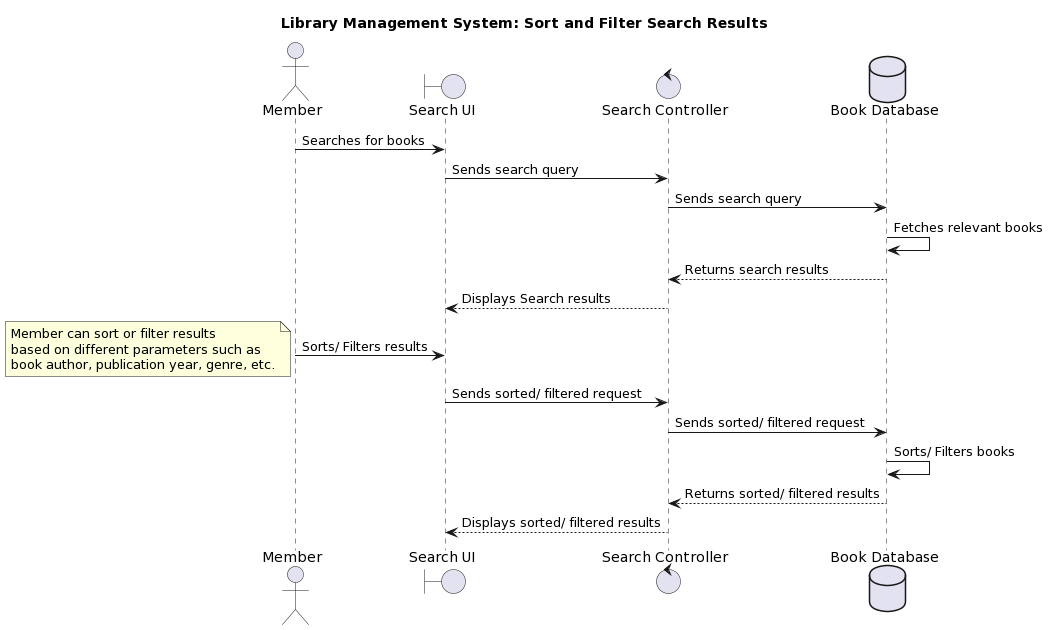 Library Management System: Sort and Filter Search Results
Member
Search UI
Search Controller
Book Database
Searches for books
Sends search query
Sends search query
Fetches relevant books
Returns search results
Displays Search results
Member can sort or filter results
based on different parameters such as
book author, publication year, genre, etc.
Sorts/ Filters results
Sends sorted/ filtered request
Sends sorted/ filtered request
Sorts/ Filters books
Returns sorted/ filtered results
Displays sorted/ filtered results
Member
Search UI
Search Controller
Book Database